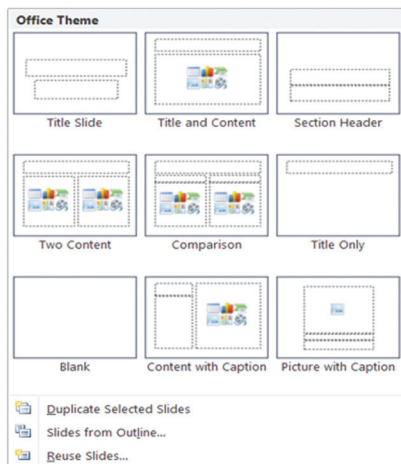 Office Theme
Title Slide
Title and Content
Section Header
Two Content
Comparison
Title Only
Blank
Content with Caption
Picture with Caption
Duplicate Selected Slides
Slides from Outline...
Reuse Slides...